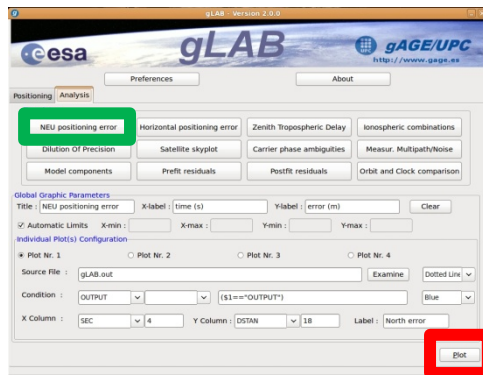 gLAB - Version 2.0.0
esa gLAB gAGE/UPC
http://www.gage.es
Preferences About
Positioning Analysis
NEU positioning error Horizontal positioning error Zenith Tropospheric Delay Ionospheric combinations
Dilution Of Precision Satellite skyplot Carrier phase ambiguities Measur. Multipath/Noise
Model components Prefit residuals Postfit residuals Orbit and Clock comparison
Global Graphic Parameters
Title : NEU positioning error X-label : time (s) Y-label : error (m) Clear
Automatic Limits X-min : X-max : Y-min : Y-max :
Individual Plot(s) Configuration
Plot Nr. 1 Plot Nr. 2 Plot Nr. 3 Plot Nr. 4
Source File : gLAB.out Examine Dotted Line
Condition : OUTPUT ($1=="OUTPUT") Blue
X Column : SEC 4 Y Column : DSTAN 18 Label : North error
Plot